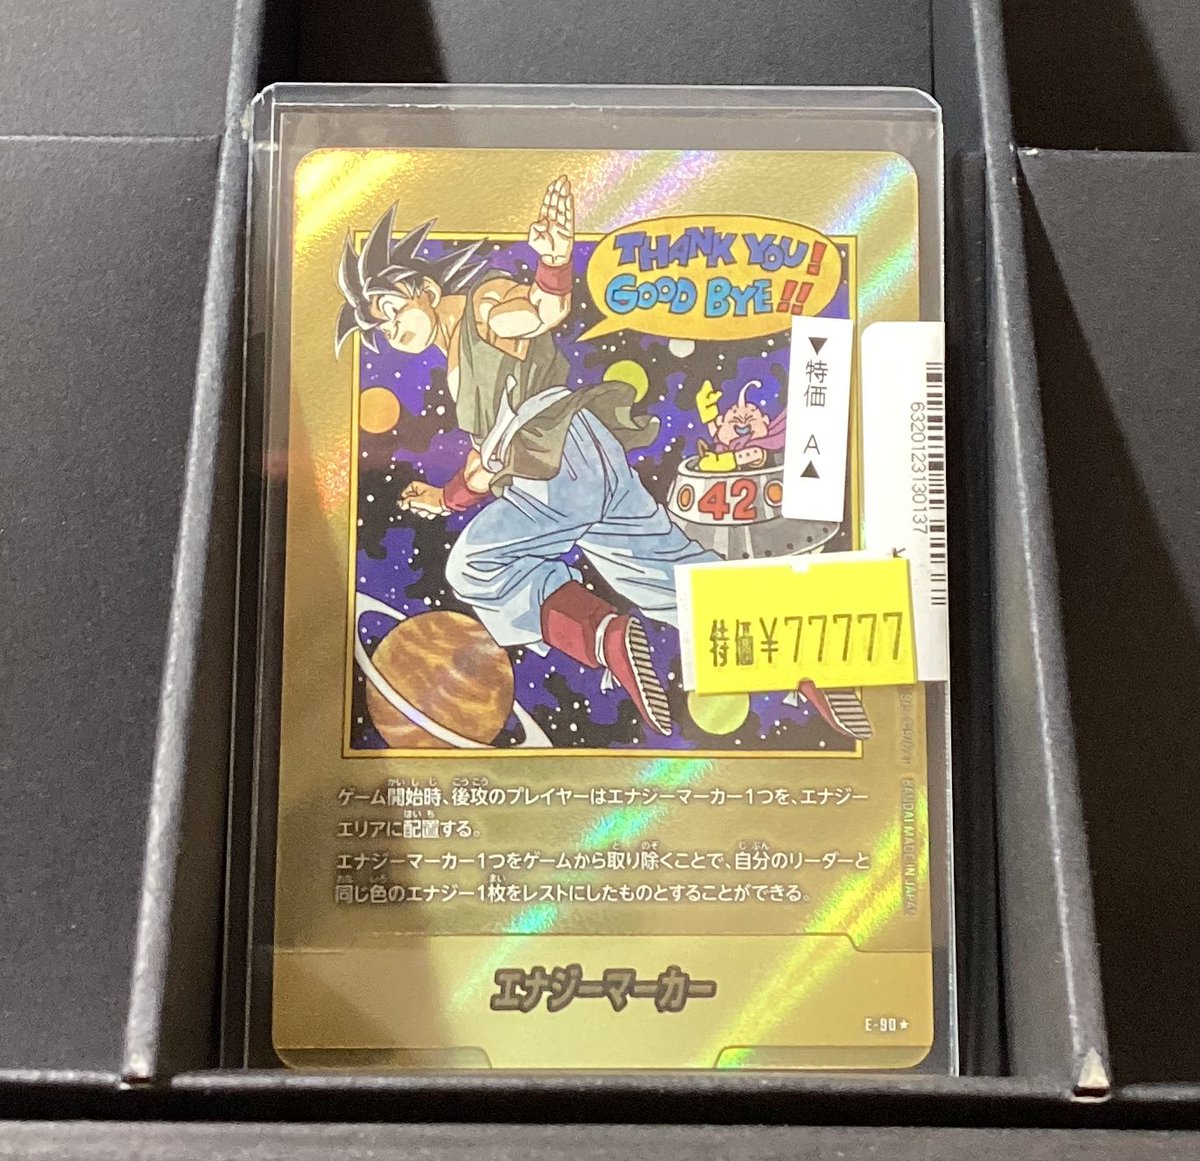 THANK YOU!
GOOD BYE!!
42
▼特価 A▲
6320123130137
特価¥77777
ゲーム開始時、後攻のプレイヤーはエナジーマーカー1つを、エナジー
エリアに配置する。
エナジーマーカー1つをゲームから取り除くことで、自分のリーダーと
同じ色のエナジー1枚をレストにしたものとすることができる。
BANDAI MADE IN JAPAN
エナジーマーカー
E-90★